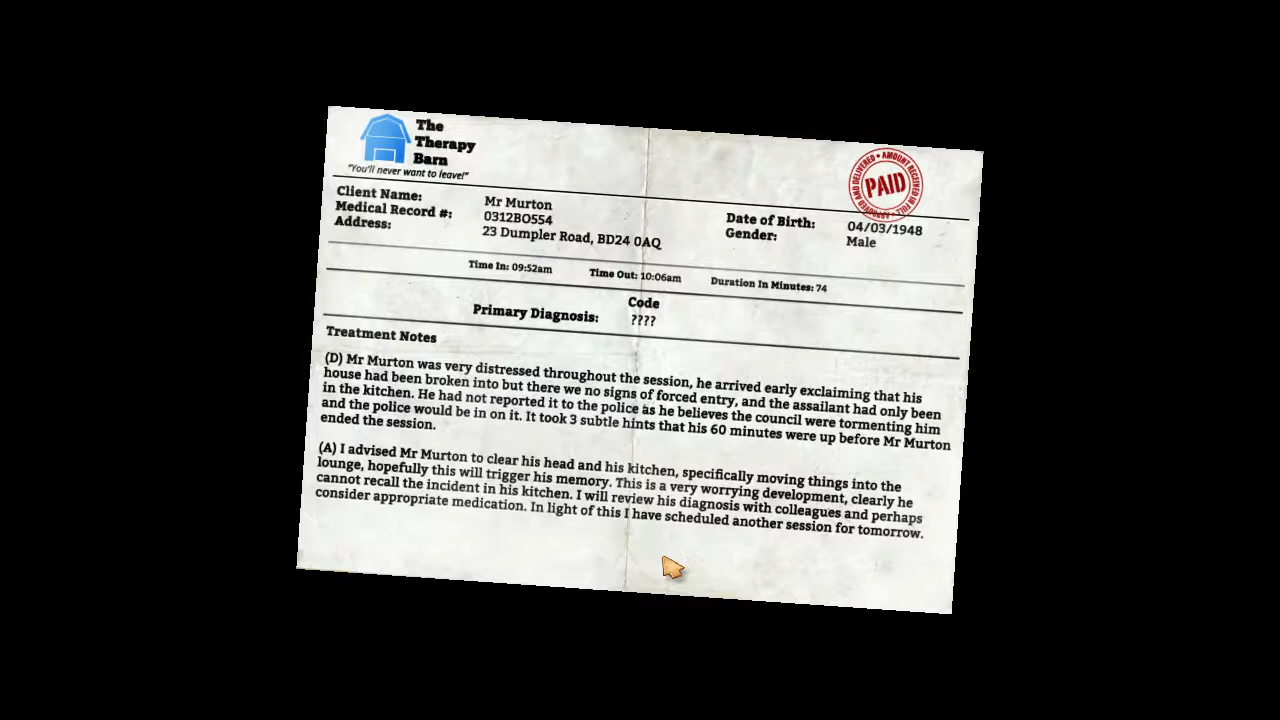 The
Therapy
Barn
"You'll never want to leave!"
AND DELIVERED • AMOUNT RECEIVED IN
PAID
Client Name: Mr Murton
Medical Record #: 0312BO554
Address: 23 Dumpler Road, BD24 0AQ
Date of Birth: 04/03/1948
Gender: Male
Time In: 09:52am Time Out: 10:06am Duration In Minutes: 74
Code
Primary Diagnosis: ????
Treatment Notes
(D) Mr Murton was very distressed throughout the session, he arrived early exclaiming that his
house had been broken into but there we no signs of forced entry, and the assailant had only been
in the kitchen. He had not reported it to the police as he believes the council were tormenting him
and the police would be in on it. It took 3 subtle hints that his 60 minutes were up before Mr Murton
ended the session.
(A) I advised Mr Murton to clear his head and his kitchen, specifically moving things into the
lounge, hopefully this will trigger his memory. This is a very worrying development, clearly he
cannot recall the incident in his kitchen. I will review his diagnosis with colleagues and perhaps
consider appropriate medication. In light of this I have scheduled another session for tomorrow.